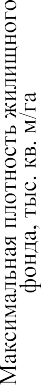 Максимальная плотность жилищного
фонда, тыс. кв. м/га